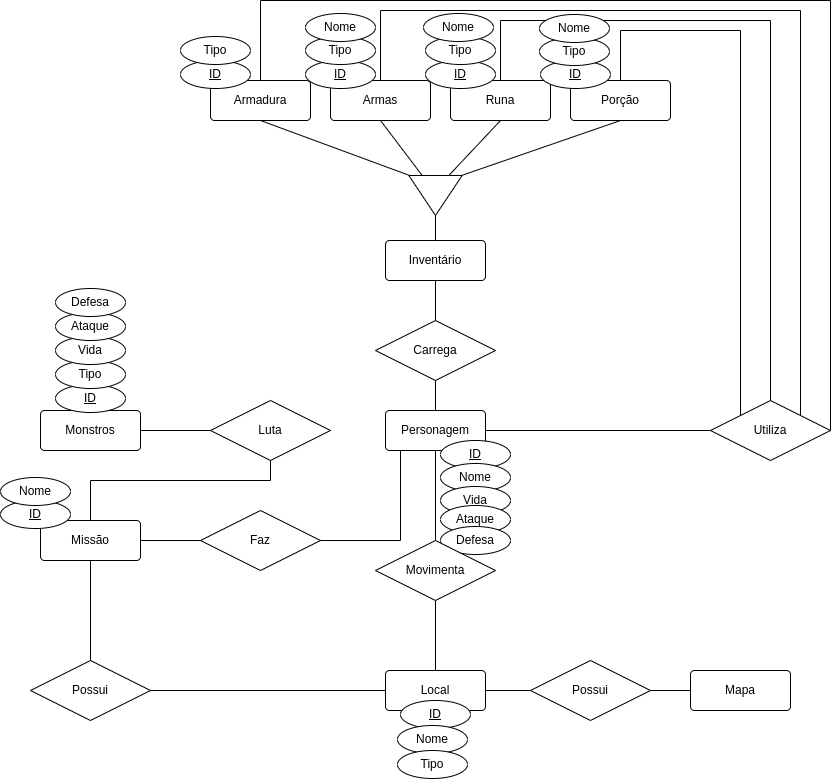 Nome
Nome
Nome
Nome
Tipo
Tipo
Tipo
Tipo
ID
ID
ID
ID
Armadura
Armas
Runa
Porção
Inventário
Defesa
Ataque
Vida
Tipo
ID
Carrega
Monstros
Luta
Personagem
Utiliza
ID
Nome
Vida
Ataque
Defesa
Nome
ID
Missão
Faz
Movimenta
Possui
Local
Possui
Mapa
ID
Nome
Tipo